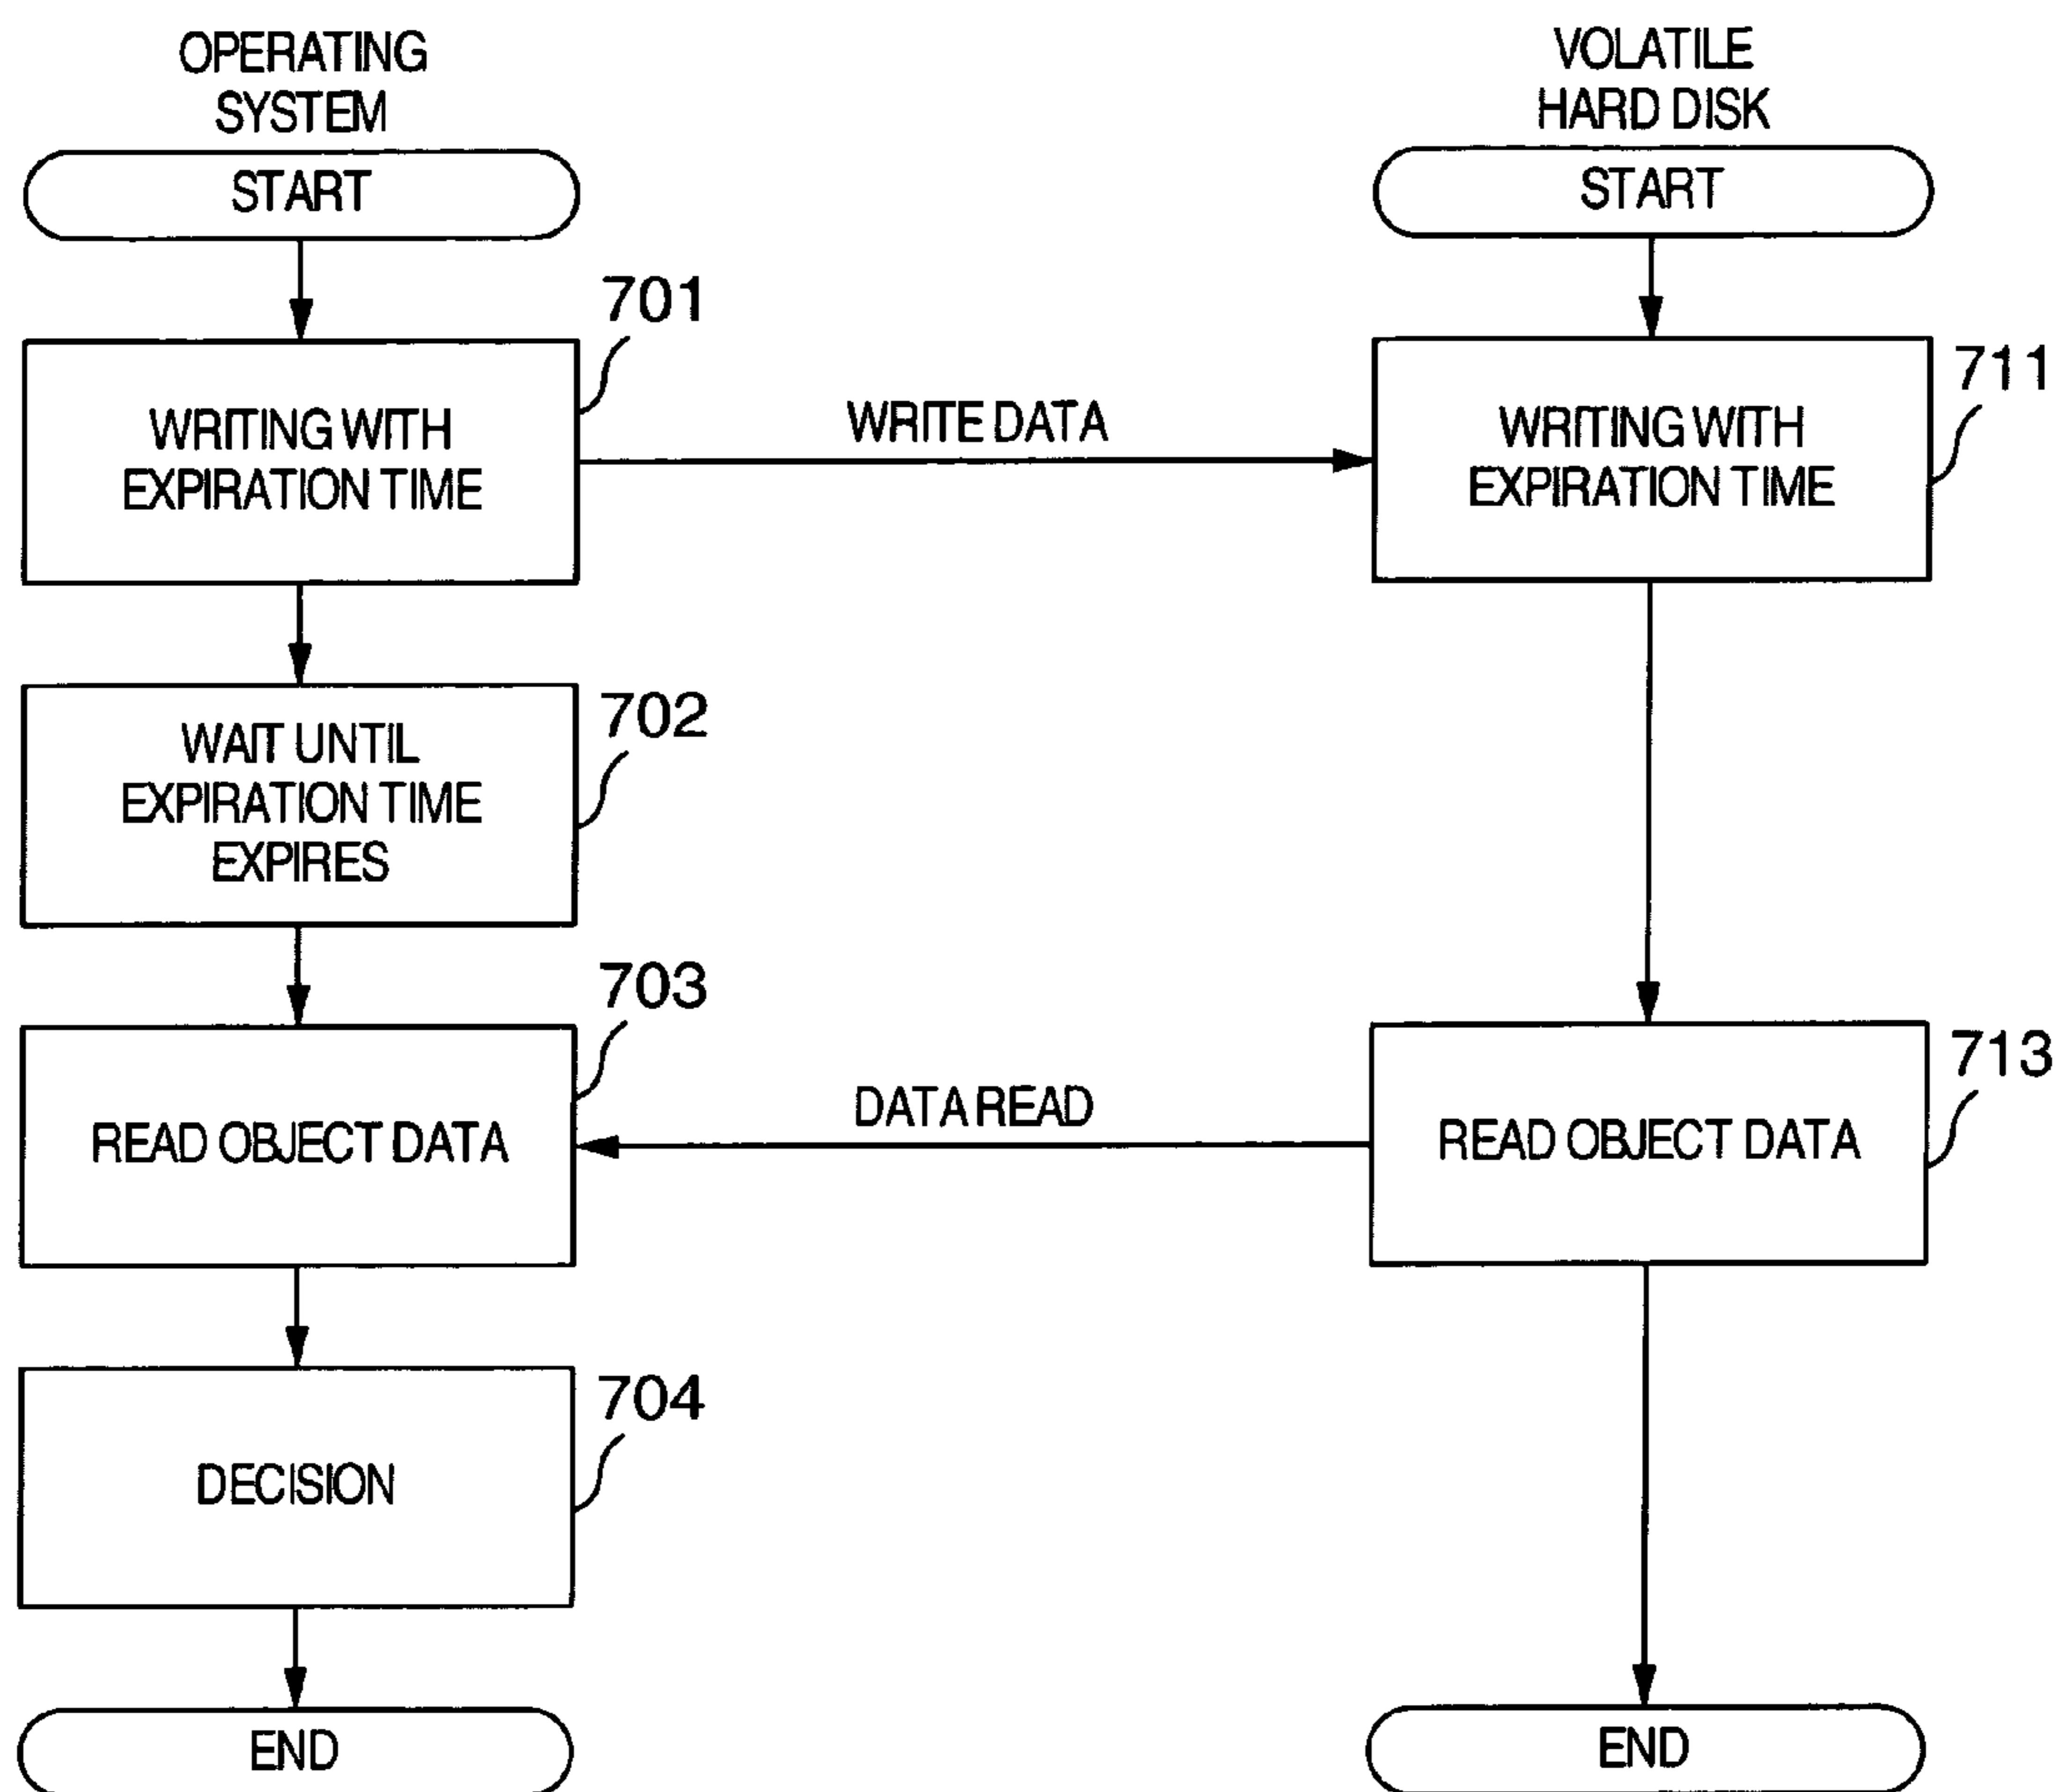 OPERATING
SYSTEM
VOLATILE
HARD DISK
START
START
701
711
WRITING WITH
EXPIRATION TIME
WRITE DATA
WRITING WITH
EXPIRATION TIME
702
WAIT UNTIL
EXPIRATION TIME
EXPIRES
703
713
READ OBJECT DATA
DATA READ
READ OBJECT DATA
704
DECISION
END
END